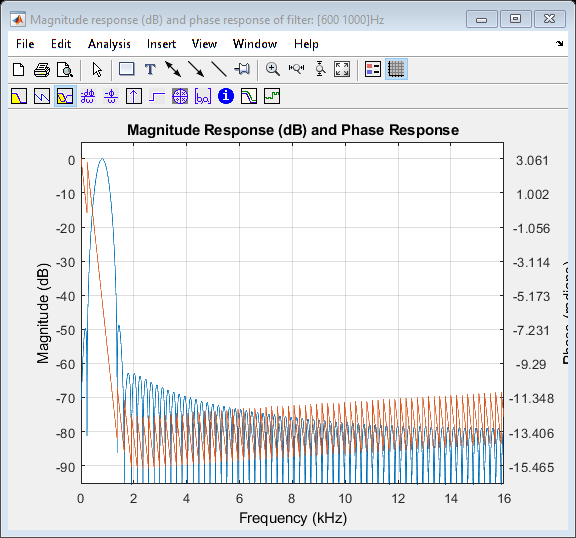 Magnitude response (dB) and phase response of filter: [600 1000]Hz
File Edit Analysis Insert View Window Help
Magnitude Response (dB) and Phase Response
0
-10
-20
-30
-40
-50
-60
-70
-80
-90
Magnitude (dB)
3.061
1.002
-1.056
-3.114
-5.173
-7.231
-9.29
-11.348
-13.406
-15.465
Phase (radians)
0 2 4 6 8 10 12 14 16
Frequency (kHz)